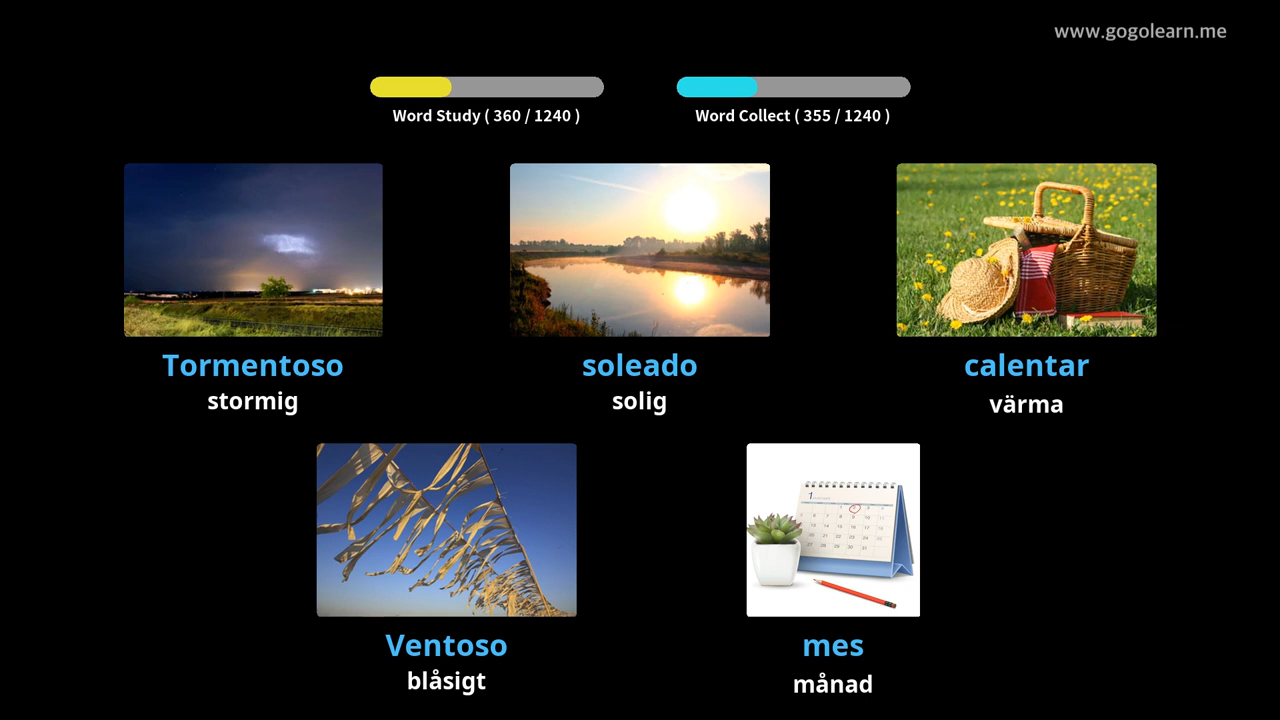 www.gogolearn.me
Word Study ( 360 / 1240 )
Word Collect ( 355 / 1240 )
Tormentoso
stormig
soleado
solig
calentar
värma
Ventoso
blåsigt
mes
månad